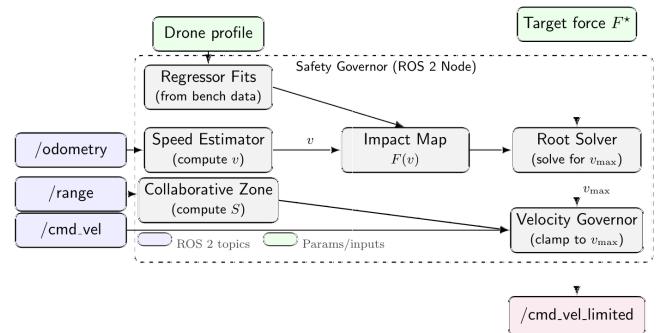 Drone profile
Target force F*
Safety Governor (ROS 2 Node)
Regressor Fits
(from bench data)
/odometry
Speed Estimator
(compute v)
v
Impact Map
F(v)
Root Solver
(solve for v_max)
/range
Collaborative Zone
(compute S)
v_max
/cmd_vel
Velocity Governor
(clamp to v_max)
ROS 2 topics
Params/inputs
/cmd_vel_limited